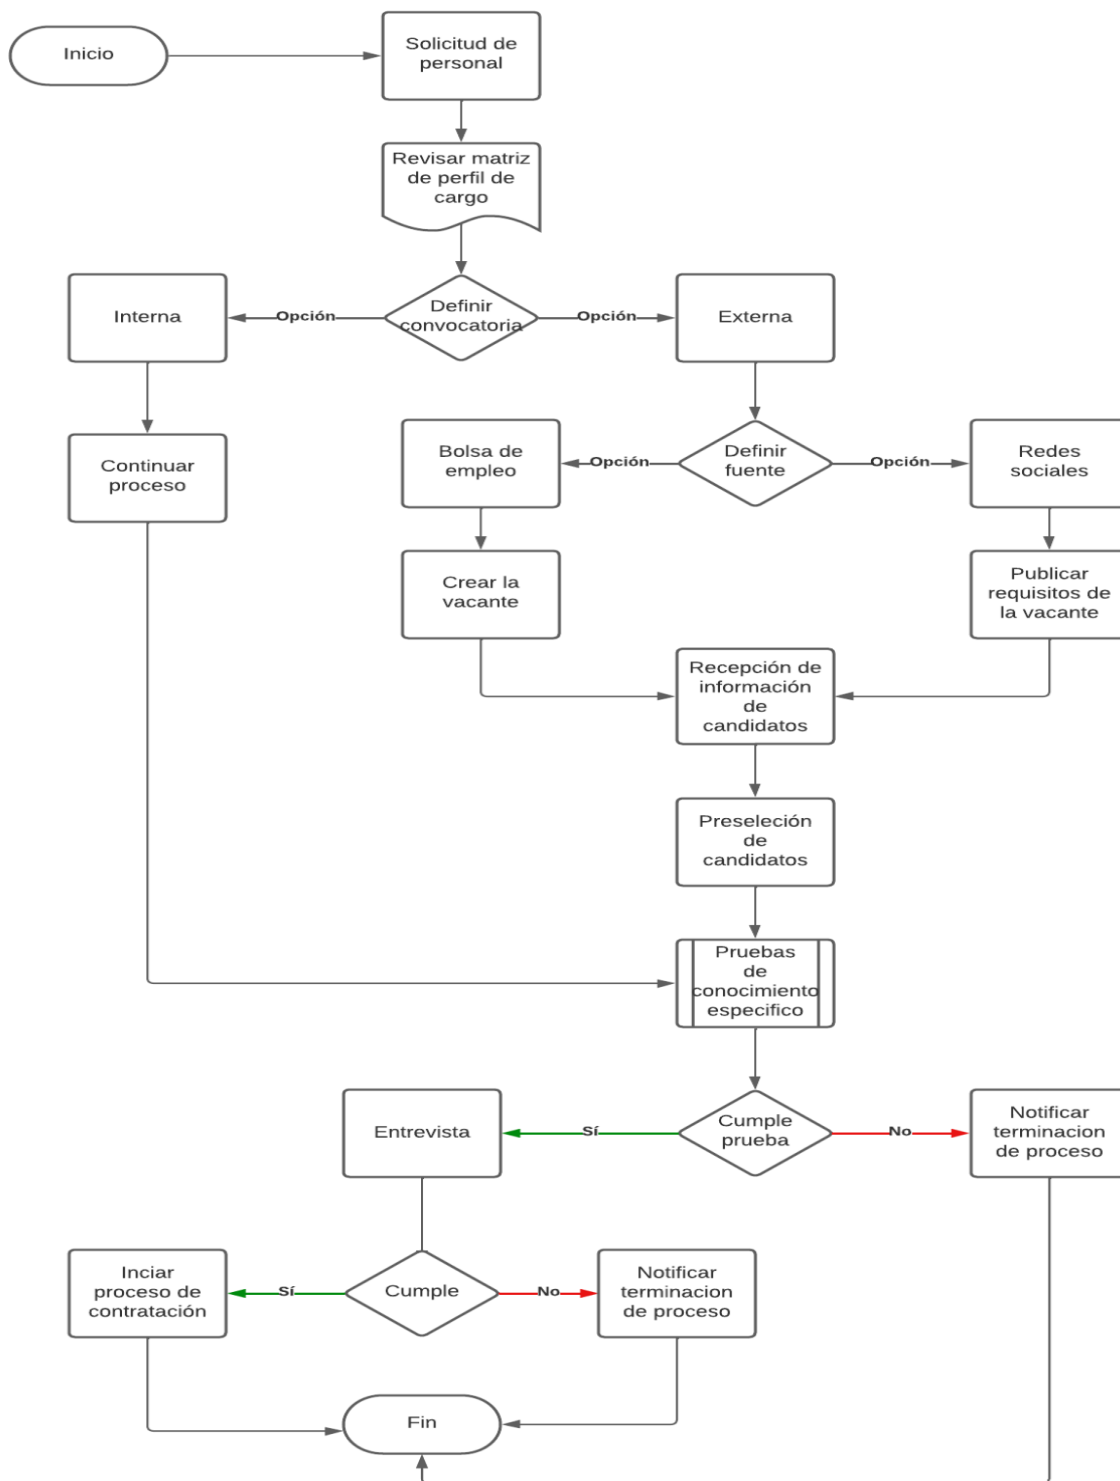 Inicio
Solicitud de
personal
Revisar matriz
de perfil de
cargo
Interna
Opción
Definir
convocatoria
Opción
Externa
Continuar
proceso
Bolsa de
empleo
Opción
Definir
fuente
Opción
Redes
sociales
Crear la
vacante
Publicar
requisitos de
la vacante
Recepción de
información
de
candidatos
Preseleción
de
candidatos
Pruebas
de
conocimiento
especifico
Entrevista
Sí
Cumple
prueba
No
Notificar
terminacion
de proceso
Inciar
proceso de
contratación
Sí
Cumple
No
Notificar
terminacion
de proceso
Fin